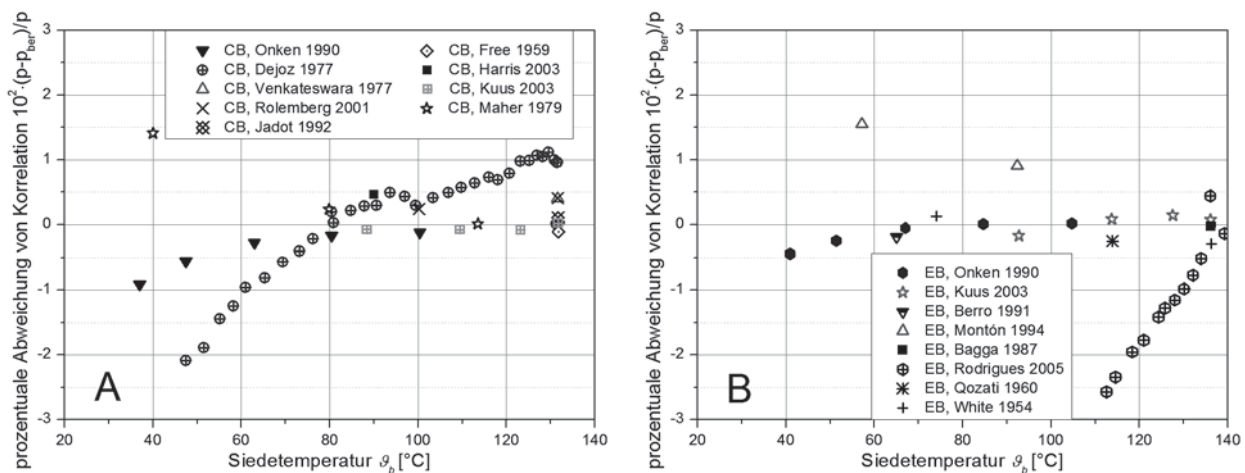 prozentuale Abweichung von Korrelation 10²·(p-p_ber)/p
3
2
1
0
-1
-2
-3
CB, Onken 1990
CB, Dejoz 1977
CB, Venkateswara 1977
CB, Rolemberg 2001
CB, Jadot 1992
CB, Free 1959
CB, Harris 2003
CB, Kuus 2003
CB, Maher 1979
A
20 40 60 80 100 120 140
Siedetemperatur ϑ_b [°C]
prozentuale Abweichung von Korrelation 10²·(p-p_ber)/p
3
2
1
0
-1
-2
-3
EB, Onken 1990
EB, Kuus 2003
EB, Berro 1991
EB, Montón 1994
EB, Bagga 1987
EB, Rodrigues 2005
EB, Qozati 1960
EB, White 1954
B
20 40 60 80 100 120 140
Siedetemperatur ϑ_b [°C]